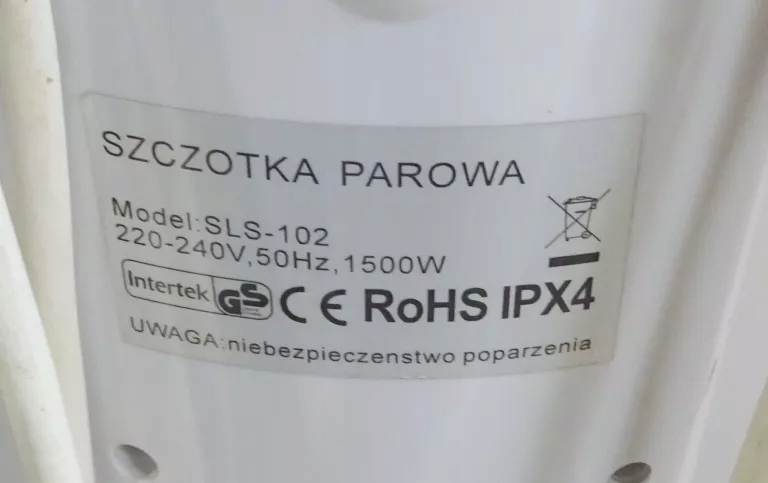 SZCZOTKA PAROWA
Model:SLS-102
220-240V,50Hz,1500W
Intertek GS CE RoHS IPX4
UWAGA:niebezpieczenstwo poparzenia